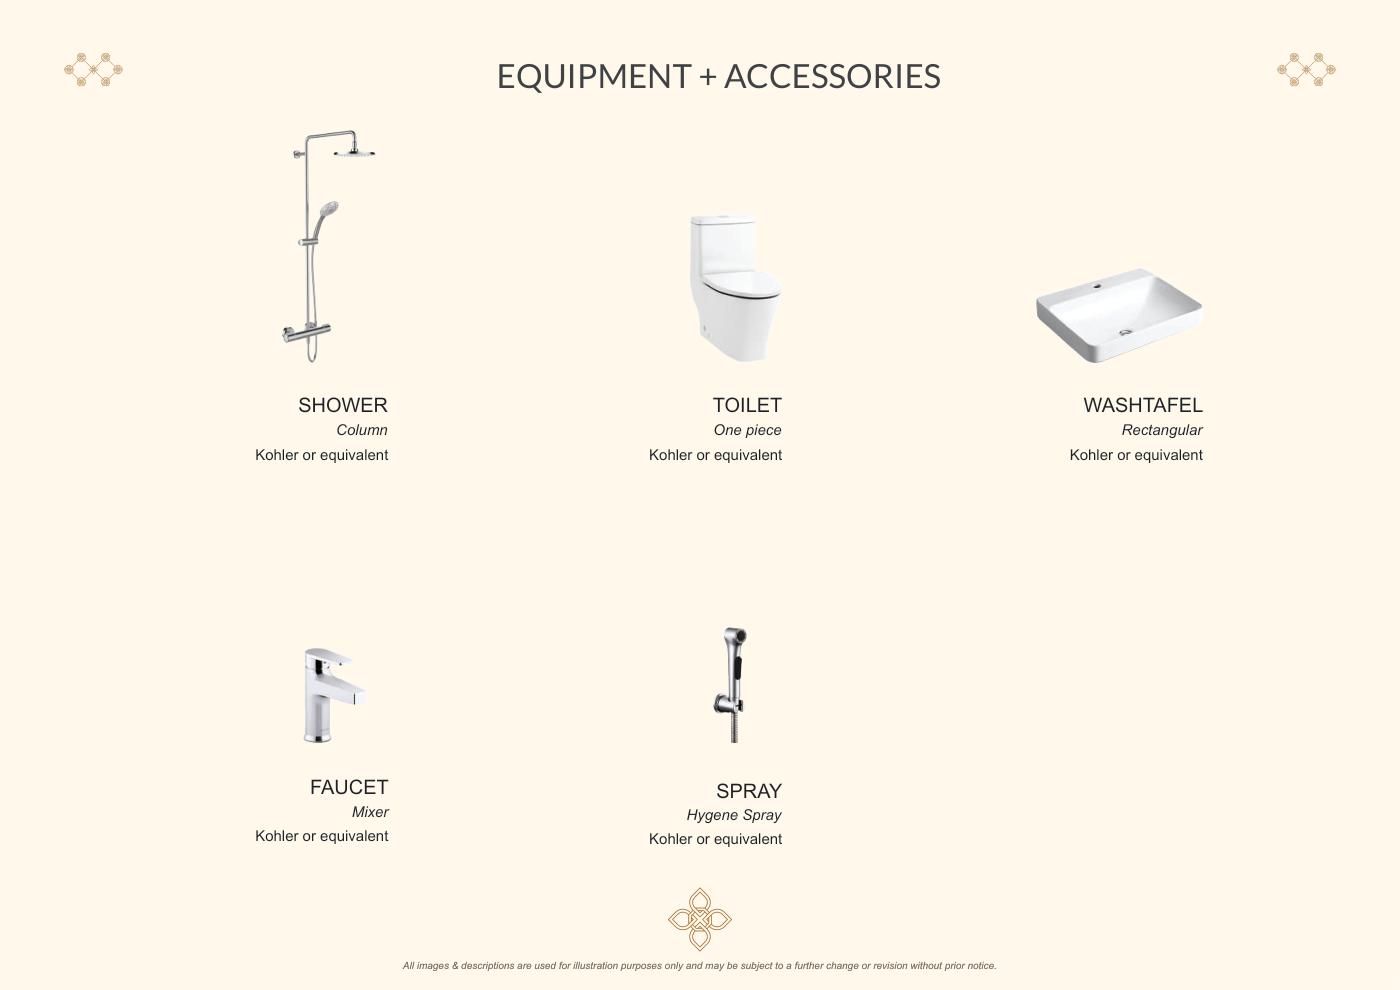 EQUIPMENT + ACCESSORIES
SHOWER
Column
Kohler or equivalent
TOILET
One piece
Kohler or equivalent
WASHTAFEL
Rectangular
Kohler or equivalent
FAUCET
Mixer
Kohler or equivalent
SPRAY
Hygene Spray
Kohler or equivalent
All images & descriptions are used for illustration purposes only and may be subject to a further change or revision without prior notice.